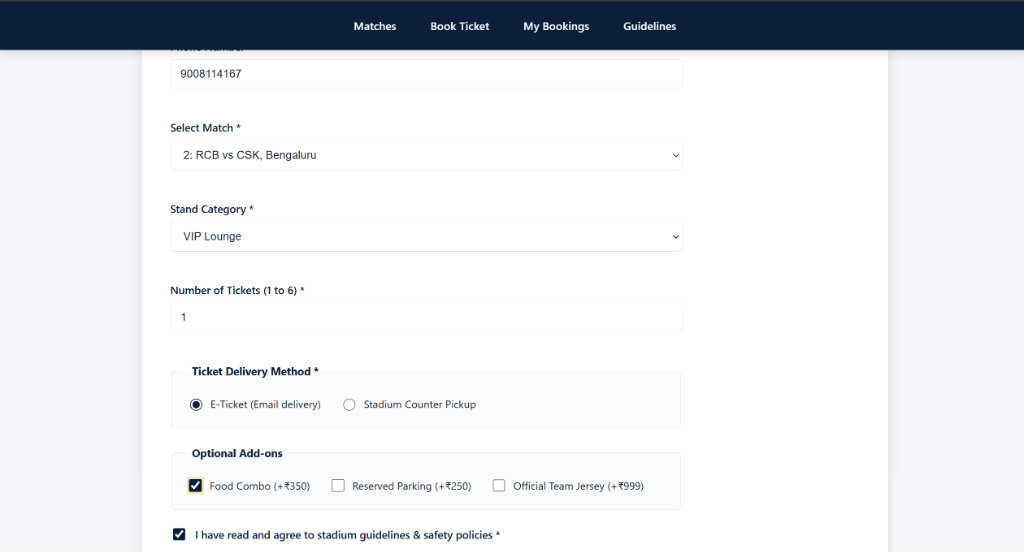 Matches Book Ticket My Bookings Guidelines
Phone Number
9008114167
Select Match *
2: RCB vs CSK, Bengaluru
Stand Category *
VIP Lounge
Number of Tickets (1 to 6) *
1
Ticket Delivery Method *
E-Ticket (Email delivery) Stadium Counter Pickup
Optional Add-ons
Food Combo (+₹350) Reserved Parking (+₹250) Official Team Jersey (+₹999)
I have read and agree to stadium guidelines & safety policies *